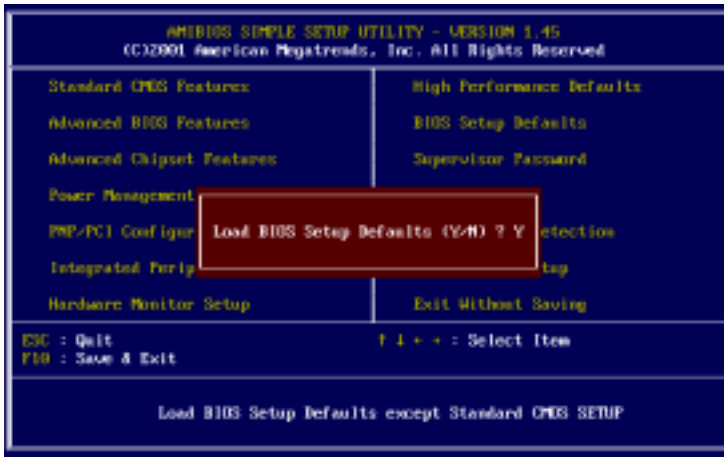 AMIBIOS SIMPLE SETUP UTILITY - VERSION 1.45
(C)2001 American Megatrends, Inc. All Rights Reserved
Standard CMOS Features
High Performance Defaults
Advanced BIOS Features
BIOS Setup Defaults
Advanced Chipset Features
Supervisor Password
Power Management
PNP/PCI Configur
Load BIOS Setup Defaults (Y/N) ? Y
etection
Integrated Perip
tup
Hardware Monitor Setup
Exit Without Saving
ESC : Quit
↑ ↓ ← → : Select Item
F10 : Save & Exit
Load BIOS Setup Defaults except Standard CMOS SETUP